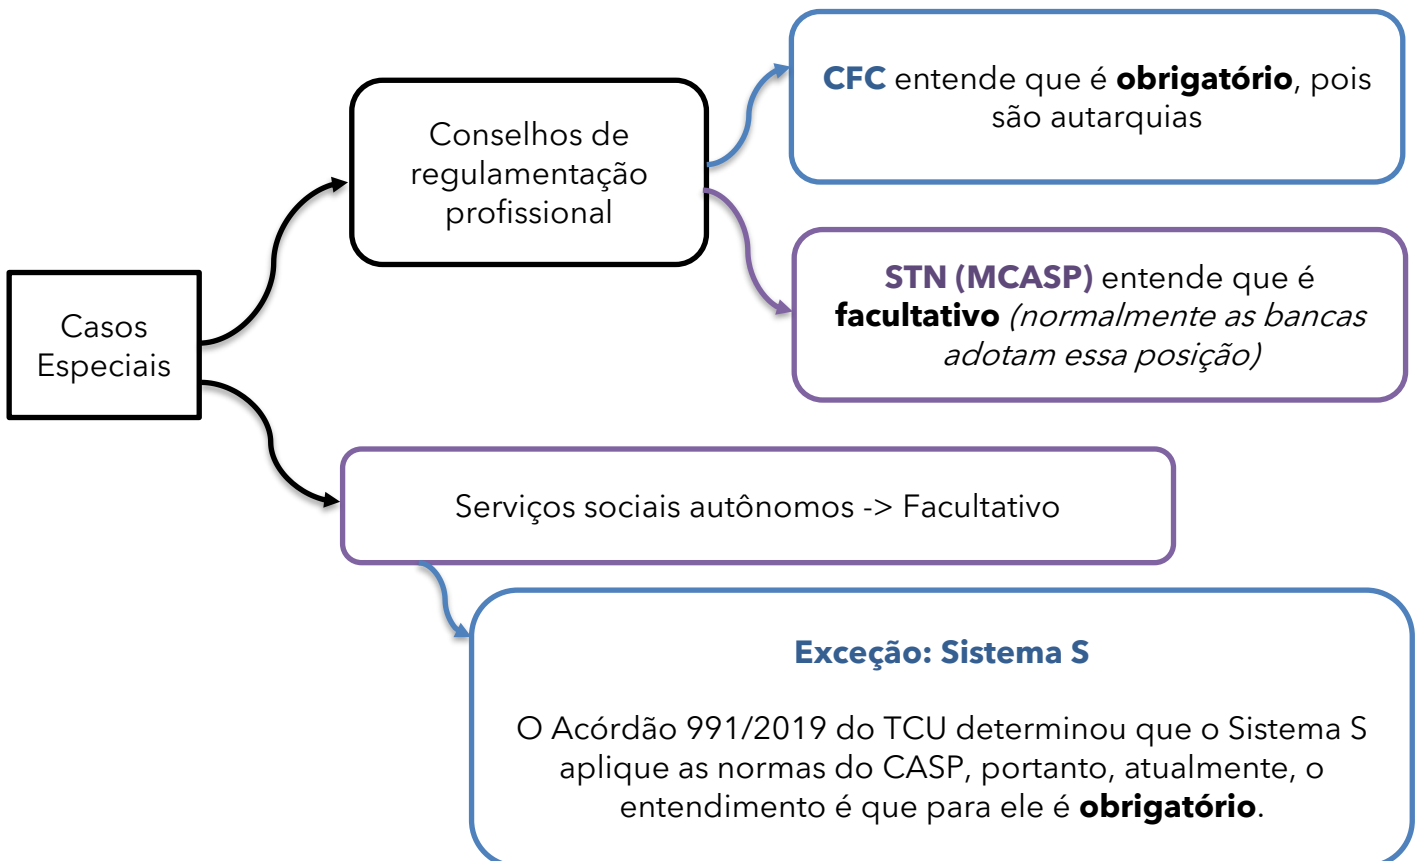 CFC entende que é obrigatório, pois
são autarquias
Conselhos de
regulamentação
profissional
STN (MCASP) entende que é
facultativo (normalmente as bancas
adotam essa posição)
Casos
Especiais
Serviços sociais autônomos -> Facultativo
Exceção: Sistema S
O Acórdão 991/2019 do TCU determinou que o Sistema S
aplique as normas do CASP, portanto, atualmente, o
entendimento é que para ele é obrigatório.